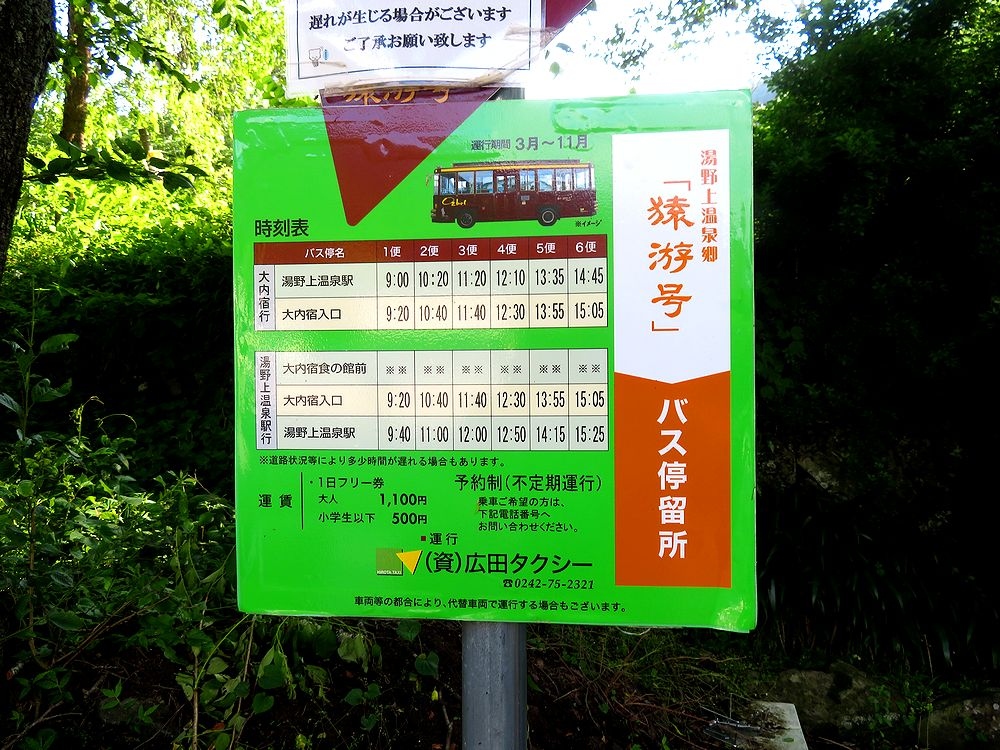 遅れが生じる場合がございます
ご了承お願い致します
猿游号
運行期間 3月〜11月
※イメージ
時刻表
バス停名 1便 2便 3便 4便 5便 6便
大内宿行
湯野上温泉駅 9:00 10:20 11:20 12:10 13:35 14:45
大内宿入口 9:20 10:40 11:40 12:30 13:55 15:05
湯野上温泉駅行
大内宿食の館前 ※※ ※※ ※※ ※※ ※※ ※※
大内宿入口 9:20 10:40 11:40 12:30 13:55 15:05
湯野上温泉駅 9:40 11:00 12:00 12:50 14:15 15:25
※道路状況等により多少時間が遅れる場合もあります。
運賃
・1日フリー券
大人 1,100円
小学生以下 500円
予約制(不定期運行)
乗車ご希望の方は、
下記電話番号へ
お問い合わせください。
■運行
HIROTA TAXI
(資)広田タクシー
☎0242-75-2321
車両等の都合により、代替車両で運行する場合もございます。
湯野上温泉郷
「猿游号」
バス停留所